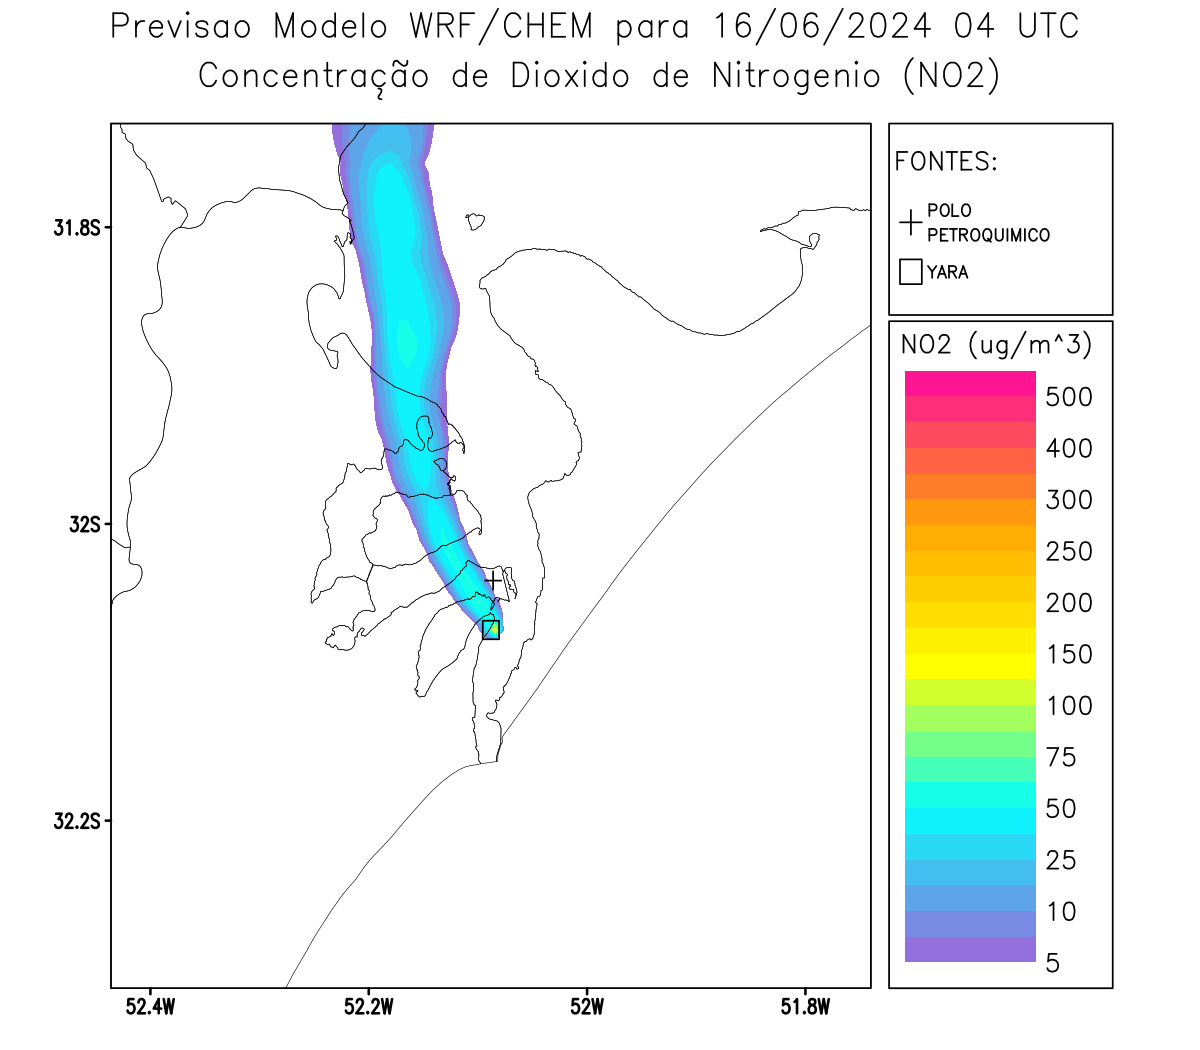 Previsao Modelo WRF/CHEM para 16/06/2024 04 UTC
Concentração de Dioxido de Nitrogenio (NO2)
FONTES:
POLO
PETROQUIMICO
YARA
NO2 (ug/m^3)
500
400
300
250
200
150
100
75
50
25
10
5
31.8S
32S
32.2S
52.4W
52.2W
52W
51.8W